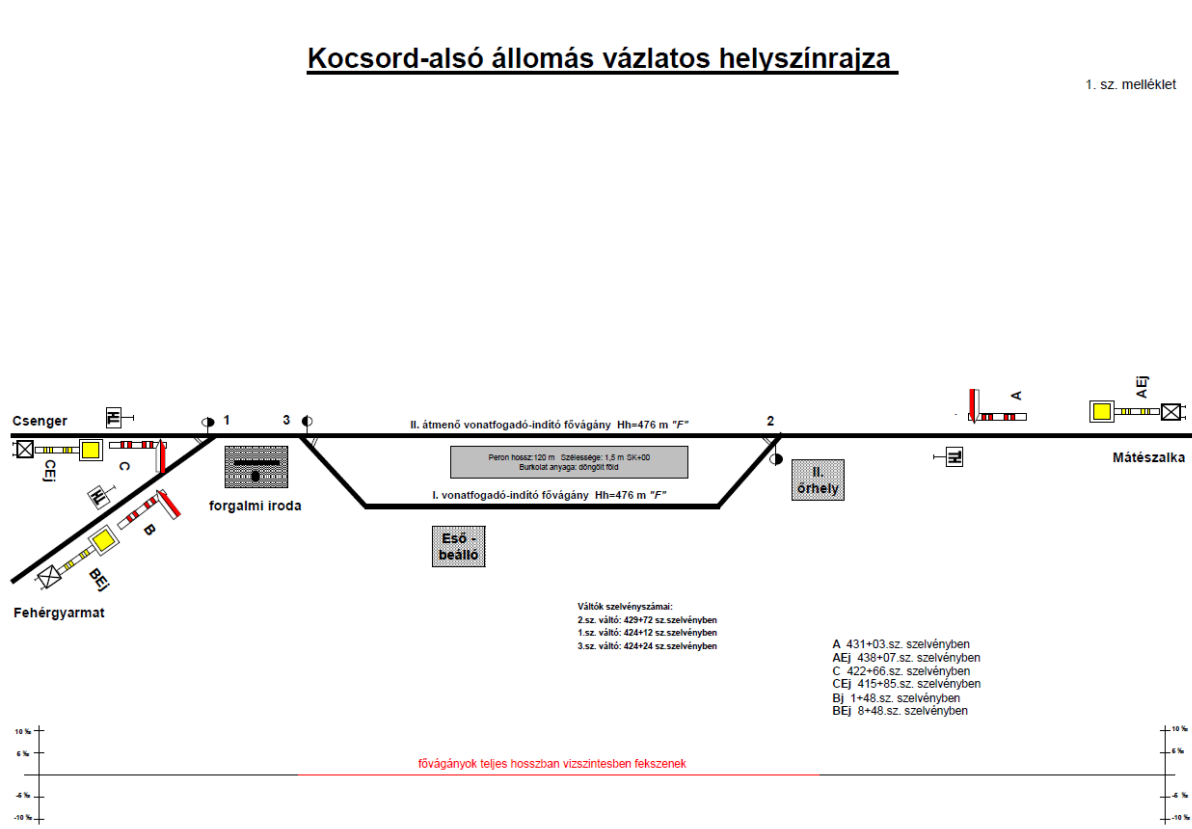 Kocsord-alsó állomás vázlatos helyszínrajza
1. sz. melléklet
AEj
A
Csenger
HL
1
3
II. átmenő vonatfogadó-indító fővágány Hh=476 m "F"
2
CEj
C
Peron hossz:120 m Szélessége: 1,5 m SK+00
Burkolat anyaga: döngölt föld
HL
Mátészalka
II.
őrhely
HL
forgalmi iroda
I. vonatfogadó-indító fővágány Hh=476 m "F"
B
BEj
Eső -
beálló
Fehérgyarmat
Váltók szelvényszámai:
2.sz. váltó: 429+72 sz.szelvényben
1.sz. váltó: 424+12 sz.szelvényben
3.sz. váltó: 424+24 sz.szelvényben
A 431+03.sz. szelvényben
AEj 438+07.sz. szelvényben
C 422+66.sz. szelvényben
CEj 415+85.sz. szelvényben
Bj 1+48.sz. szelvényben
BEj 8+48.sz. szelvényben
10 ‰
6 ‰
-6 ‰
-10 ‰
fővágányok teljes hosszban vizszintesben fekszenek
10 ‰
6 ‰
-6 ‰
-10 ‰